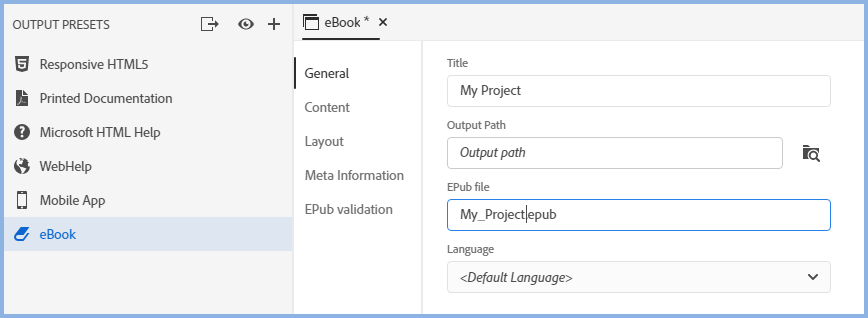 OUTPUT PRESETS
Responsive HTML5
Printed Documentation
Microsoft HTML Help
WebHelp
Mobile App
eBook
eBook *
General
Content
Layout
Meta Information
EPub validation
Title
My Project
Output Path
Output path
EPub file
My_Project.epub
Language
<Default Language>